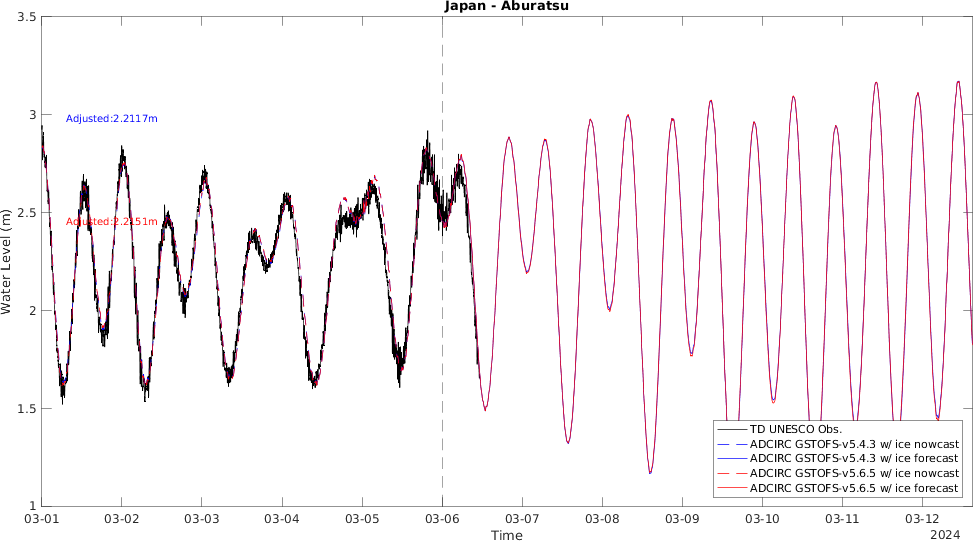 Japan - Aburatsu
3.5
3
2.5
2
1.5
1
Water Level (m)
Adjusted:2.2117m
Adjusted:2.2151m
TD UNESCO Obs.
ADCIRC GSTOFS-v5.4.3 w/ ice nowcast
ADCIRC GSTOFS-v5.4.3 w/ ice forecast
ADCIRC GSTOFS-v5.6.5 w/ ice nowcast
ADCIRC GSTOFS-v5.6.5 w/ ice forecast
03-01 03-02 03-03 03-04 03-05 03-06 03-07 03-08 03-09 03-10 03-11 03-12
Time
2024